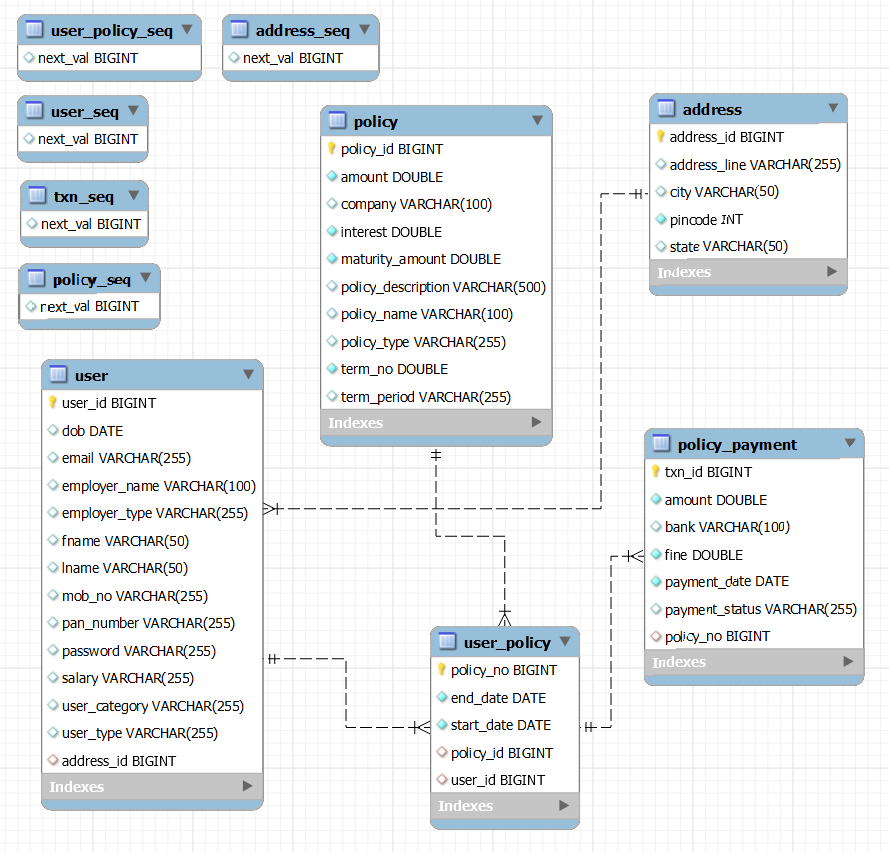 user_policy_seq
next_val BIGINT
address_seq
next_val BIGINT
user_seq
next_val BIGINT
txn_seq
next_val BIGINT
policy_seq
next_val BIGINT
policy
policy_id BIGINT
amount DOUBLE
company VARCHAR(100)
interest DOUBLE
maturity_amount DOUBLE
policy_description VARCHAR(500)
policy_name VARCHAR(100)
policy_type VARCHAR(255)
term_no DOUBLE
term_period VARCHAR(255)
Indexes
address
address_id BIGINT
address_line VARCHAR(255)
city VARCHAR(50)
pincode INT
state VARCHAR(50)
Indexes
user
user_id BIGINT
dob DATE
email VARCHAR(255)
employer_name VARCHAR(100)
employer_type VARCHAR(255)
fname VARCHAR(50)
lname VARCHAR(50)
mob_no VARCHAR(255)
pan_number VARCHAR(255)
password VARCHAR(255)
salary VARCHAR(255)
user_category VARCHAR(255)
user_type VARCHAR(255)
address_id BIGINT
Indexes
user_policy
policy_no BIGINT
end_date DATE
start_date DATE
policy_id BIGINT
user_id BIGINT
Indexes
policy_payment
txn_id BIGINT
amount DOUBLE
bank VARCHAR(100)
fine DOUBLE
payment_date DATE
payment_status VARCHAR(255)
policy_no BIGINT
Indexes